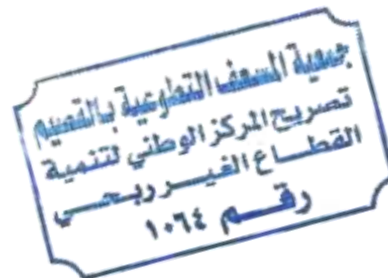 جمعية المسعف التطوعية بالقصيم
تصريح المركز الوطني لتنمية
القطاع الغير ربحي
رقم ١٠٦٤